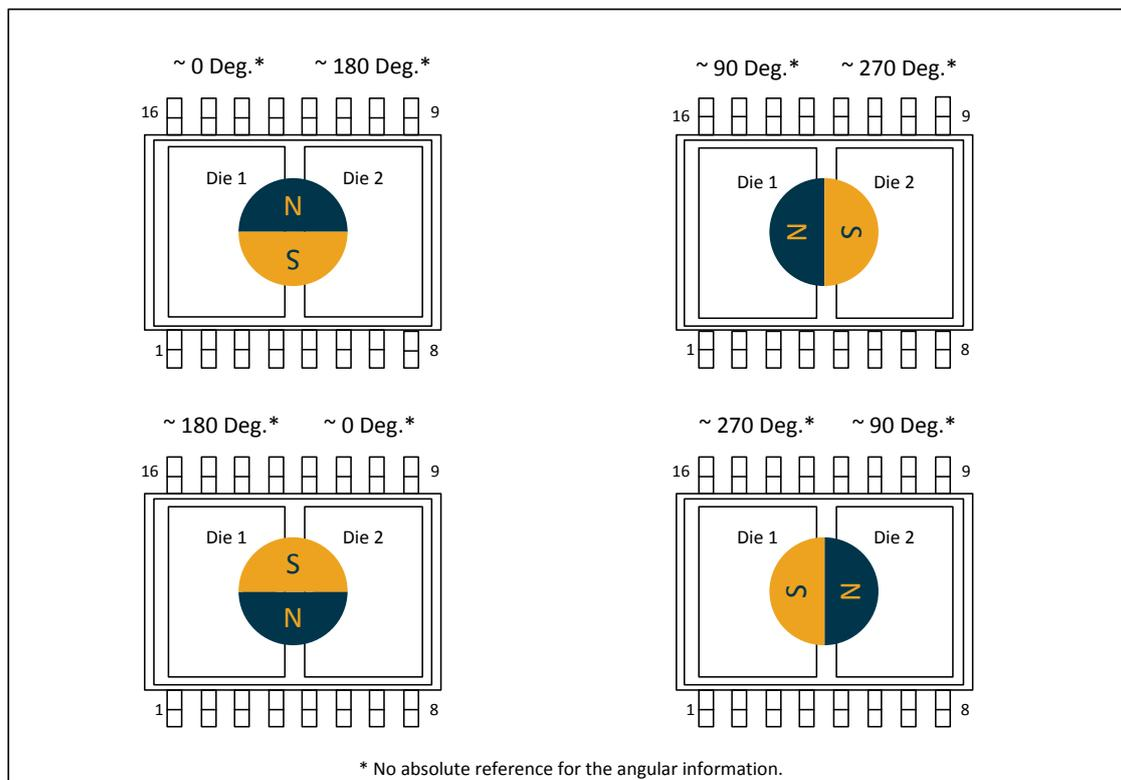 ~ 0 Deg.* ~ 180 Deg.*
16 9
Die 1 Die 2
N
S
1 8
~ 90 Deg.* ~ 270 Deg.*
16 9
Die 1 Die 2
N S
1 8
~ 180 Deg.* ~ 0 Deg.*
16 9
Die 1 Die 2
S
N
1 8
~ 270 Deg.* ~ 90 Deg.*
16 9
Die 1 Die 2
S N
1 8
* No absolute reference for the angular information.